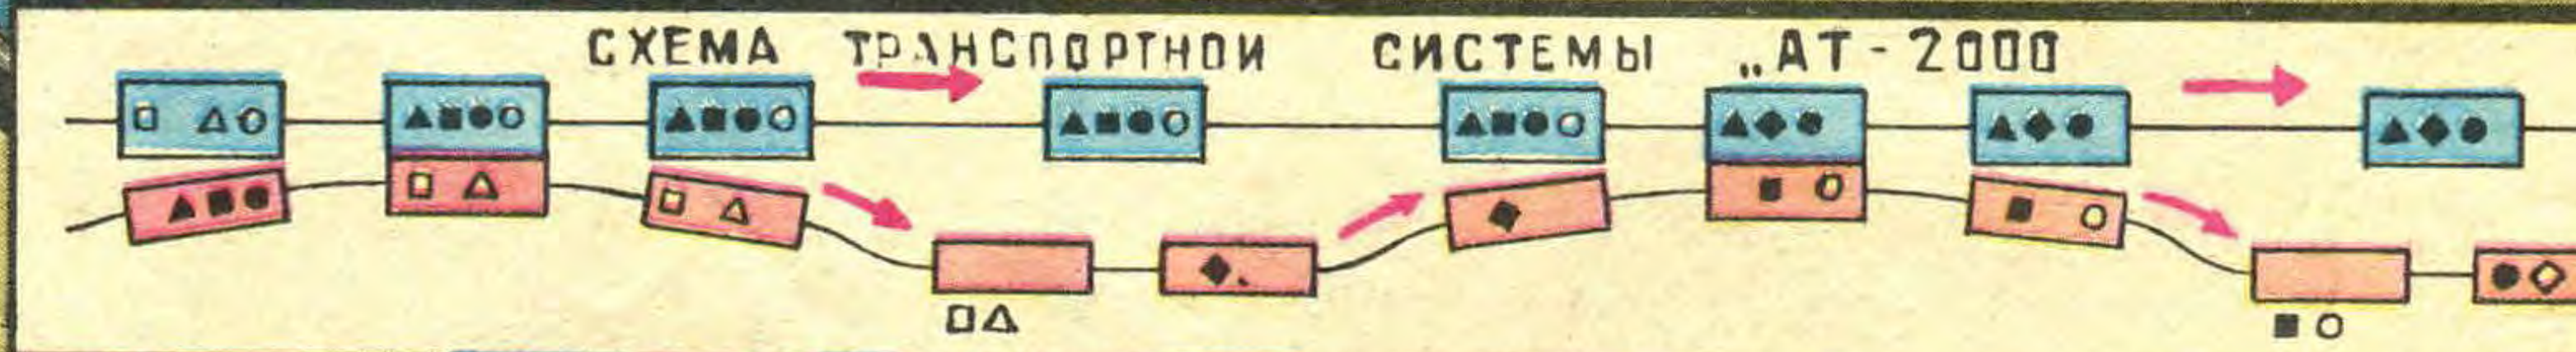 СХЕМА ТРАНСПОРТНОЙ СИСТЕМЫ „АТ-2000